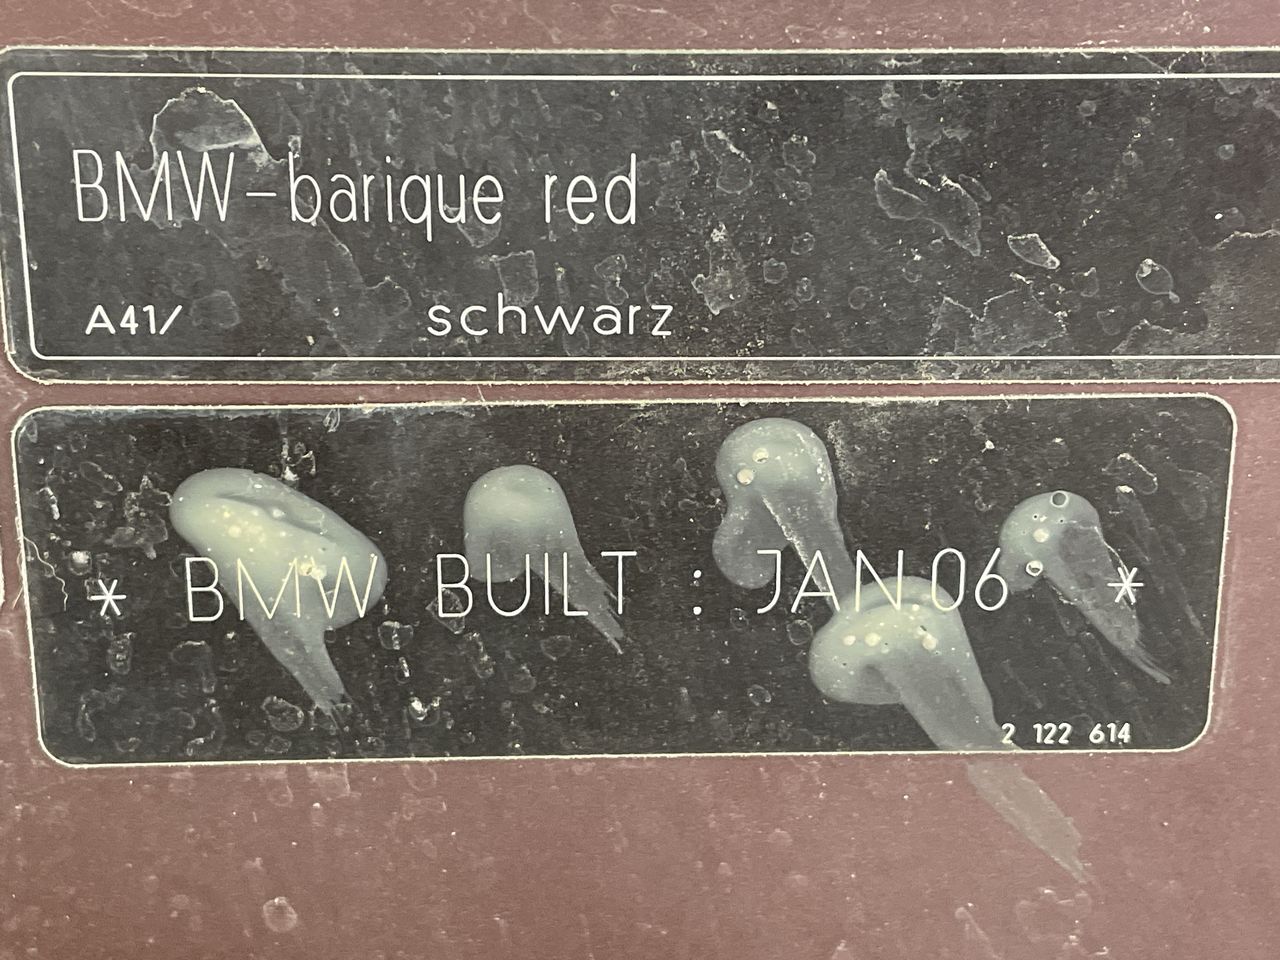 BMW-barique red
A41/ schwarz
* BMW BUILT : JAN 06 *
2 122 614